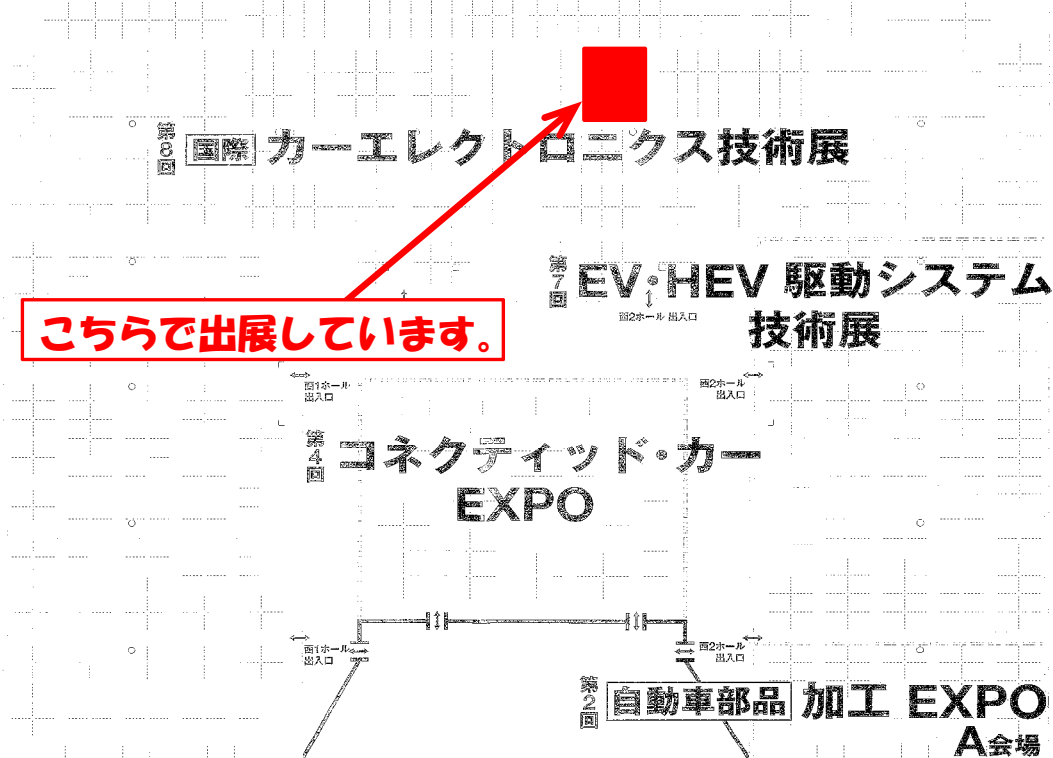 第8回 国際 カーエレクトロニクス技術展
第7回 EV・HEV 駆動システム
技術展
西2ホール 出入口
こちらで出展しています。
西1ホール
出入口
西2ホール
出入口
第4回 コネクティッド・カー
EXPO
西1ホール
出入口
西2ホール
出入口
第2回 自動車部品 加工 EXPO
A会場